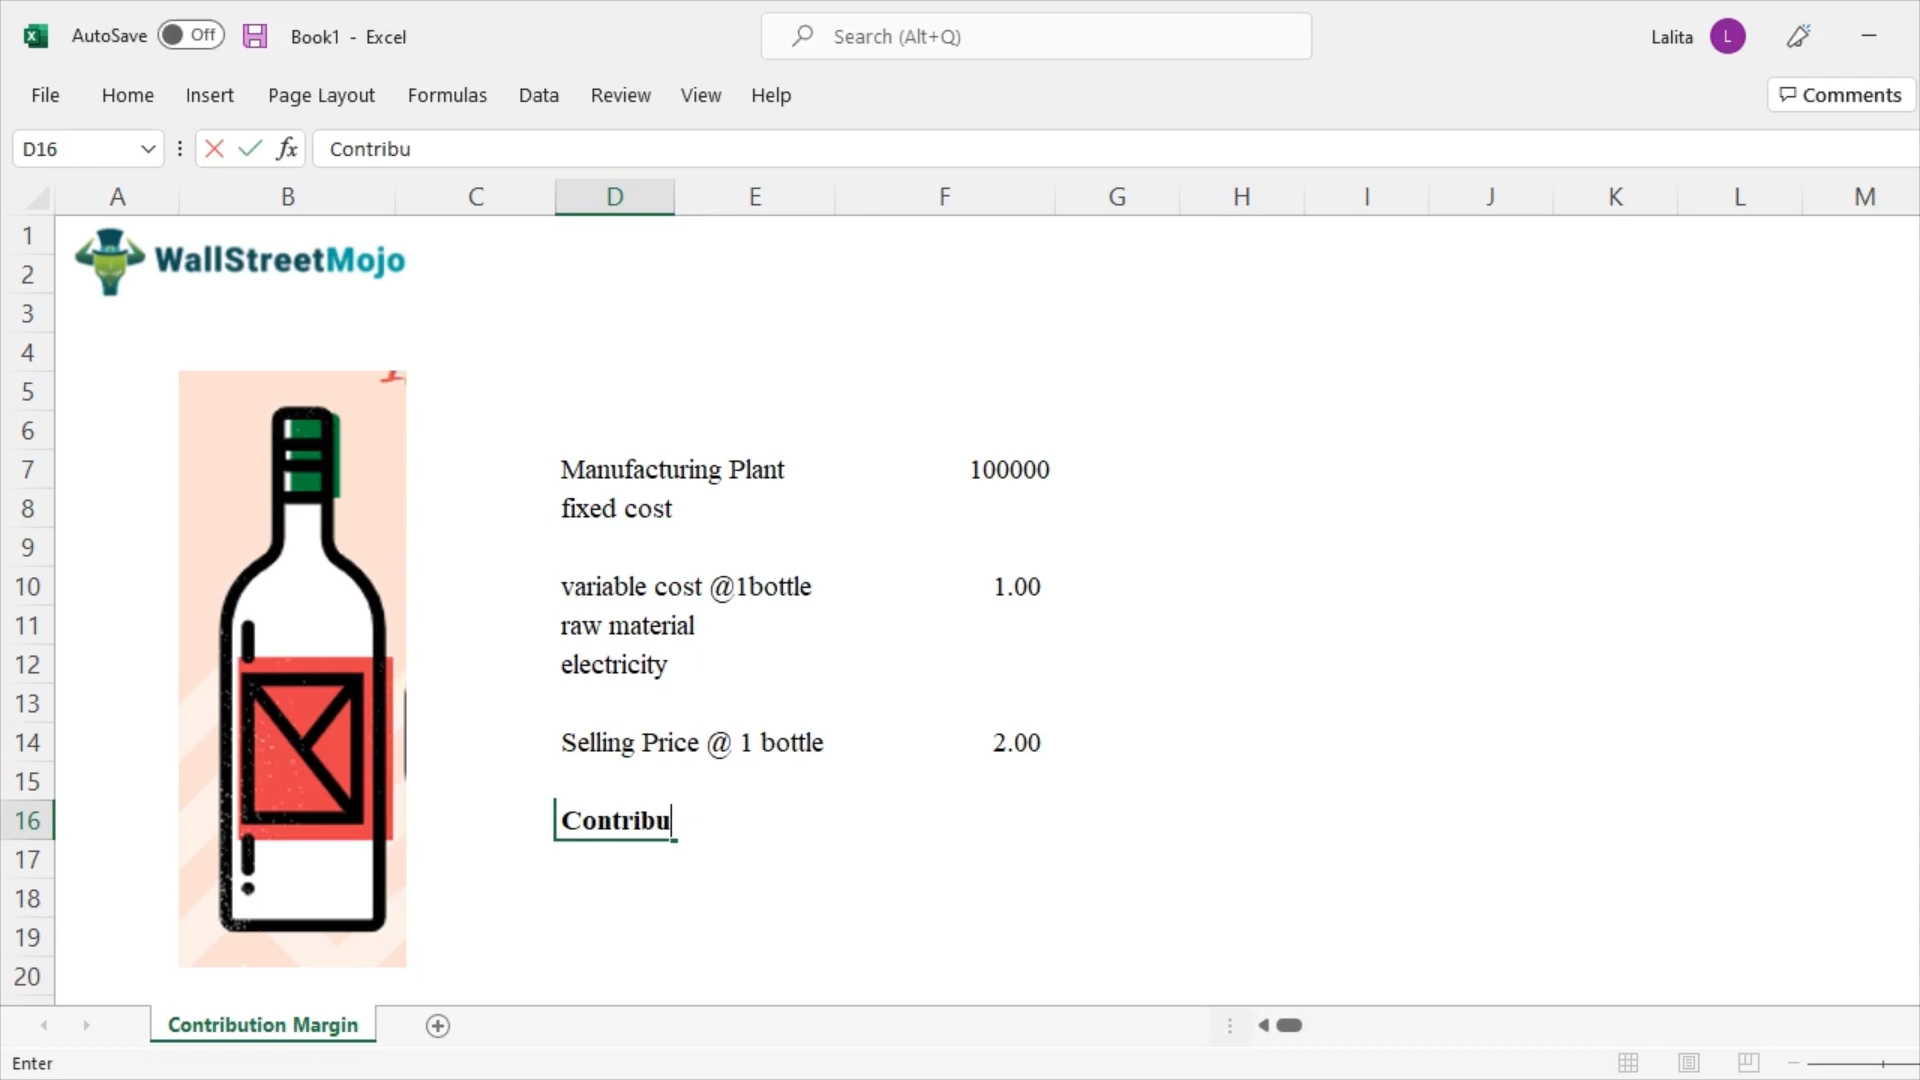 AutoSave Off Book1 - Excel Search (Alt+Q) Lalita L
File Home Insert Page Layout Formulas Data Review View Help Comments
D16 fx Contribu
A B C D E F G H I J K L M
1
WallStreetMojo
2
3
4
5
6
7 Manufacturing Plant 100000
8 fixed cost
9
10 variable cost @1bottle 1.00
11 raw material
12 electricity
13
14 Selling Price @ 1 bottle 2.00
15
16 Contribu
17
18
19
20
Contribution Margin
Enter